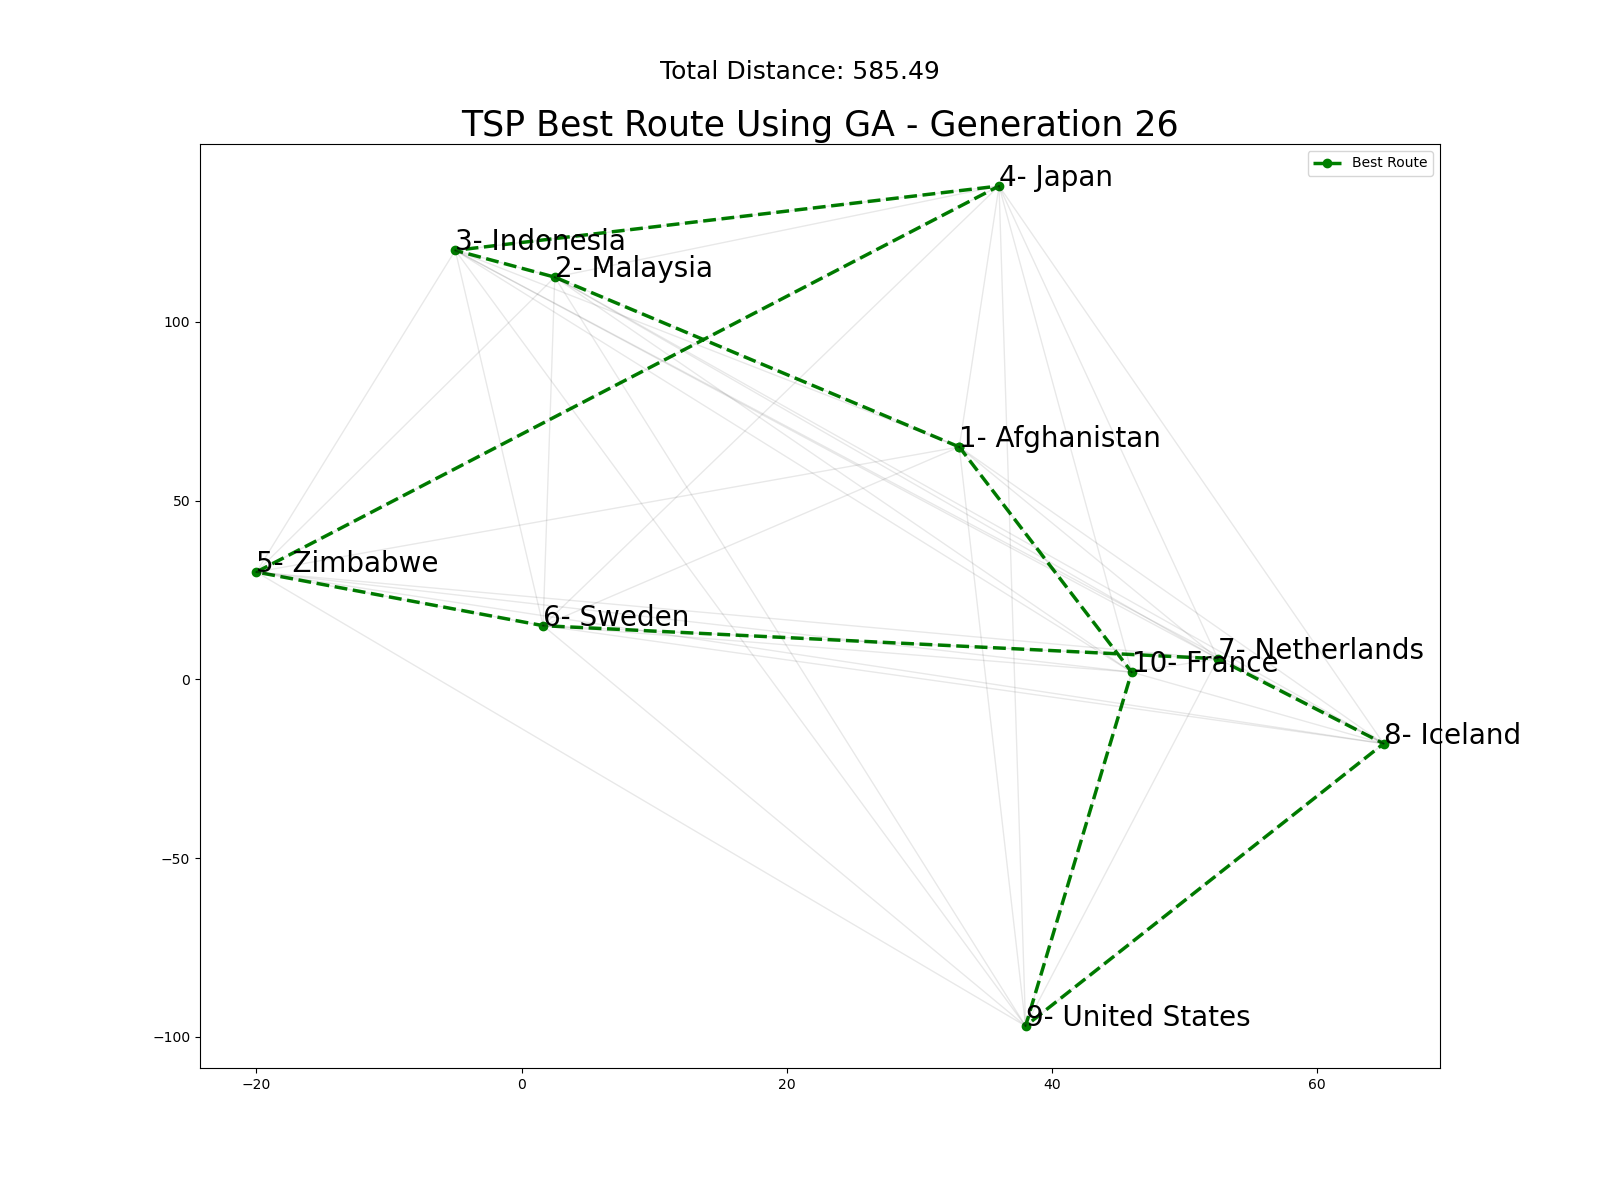 Total Distance: 585.49
TSP Best Route Using GA - Generation 26
Best Route
4- Japan
3- Indonesia
2- Malaysia
100
1- Afghanistan
50
5- Zimbabwe
6- Sweden
7- Netherlands
10- France
0
8- Iceland
−50
9- United States
−100
−20 0 20 40 60